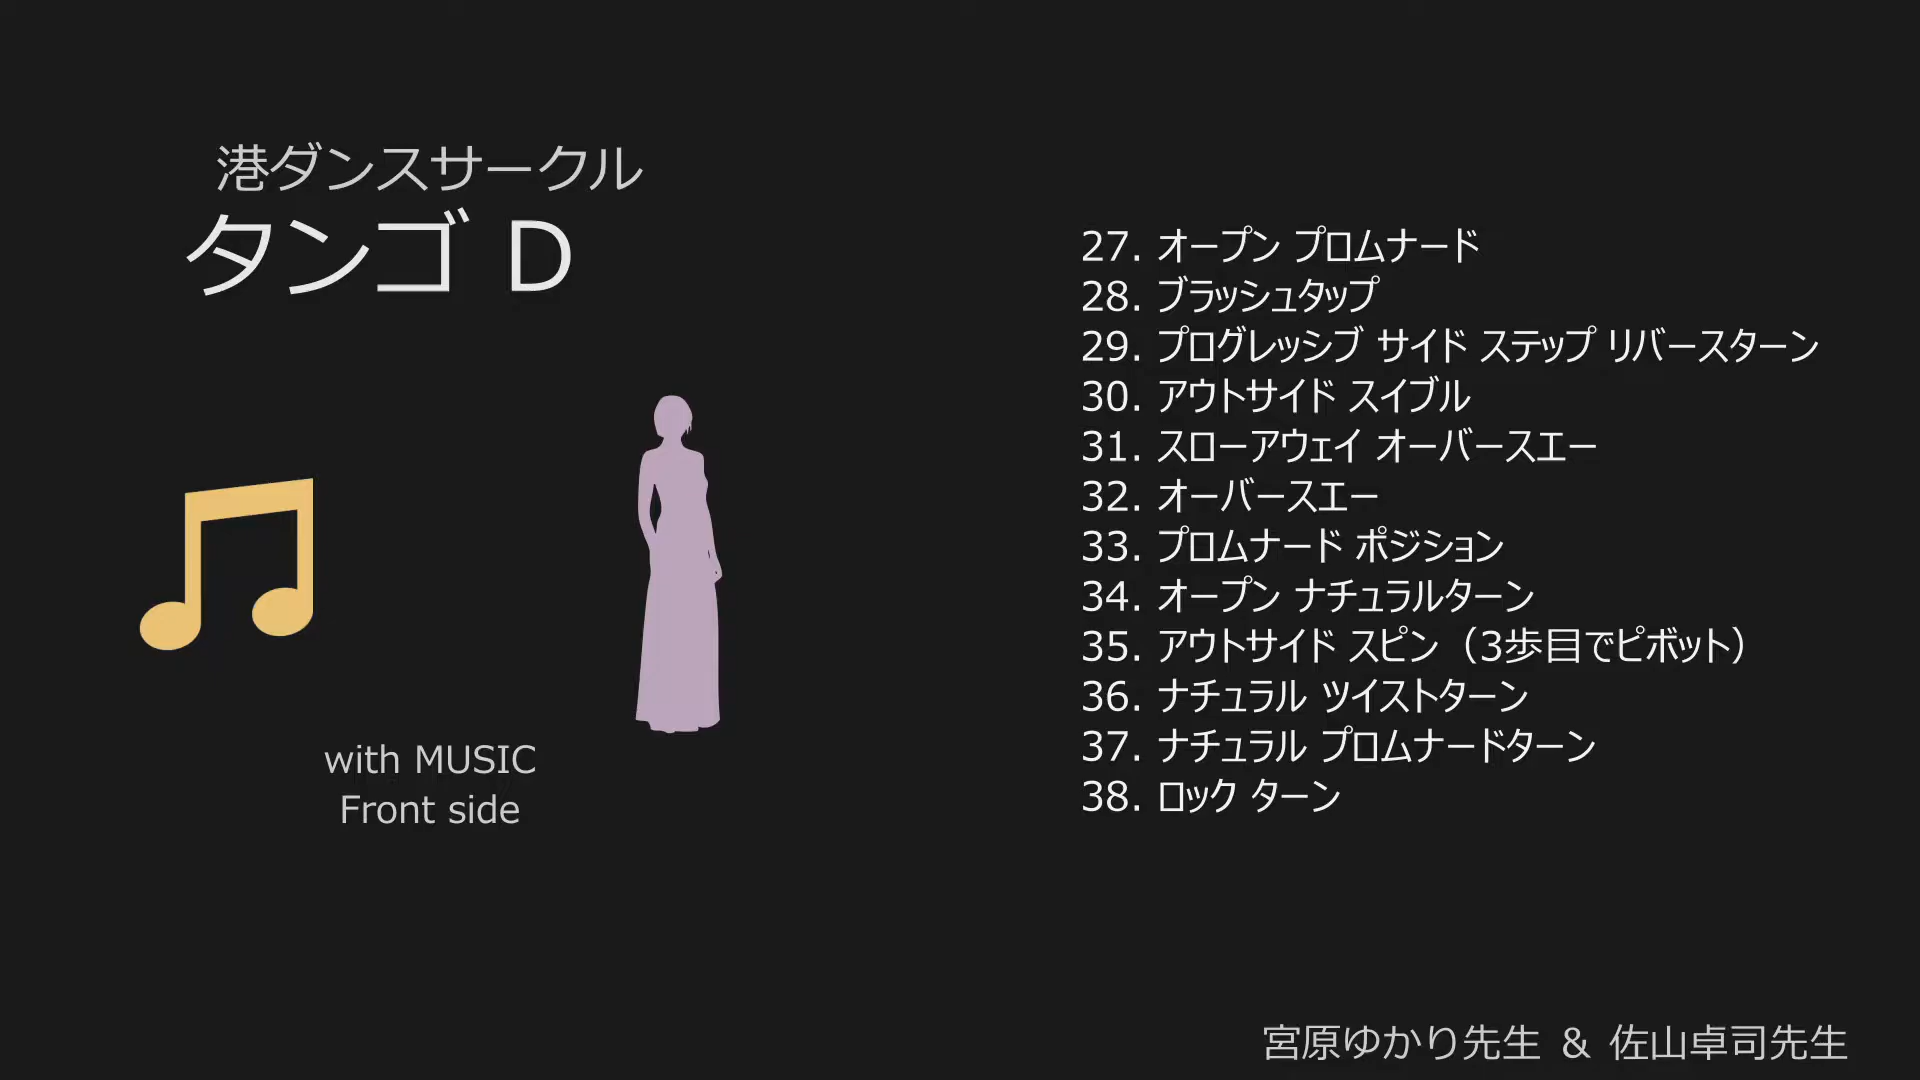 港ダンスサークル
タンゴ D
with MUSIC
Front side
27. オープン プロムナード
28. ブラッシュタップ
29. プログレッシブ サイド ステップ リバースターン
30. アウトサイド スイブル
31. スローアウェイ オーバースエー
32. オーバースエー
33. プロムナード ポジション
34. オープン ナチュラルターン
35. アウトサイド スピン（3歩目でピボット）
36. ナチュラル ツイストターン
37. ナチュラル プロムナードターン
38. ロック ターン
宮原ゆかり先生 & 佐山卓司先生